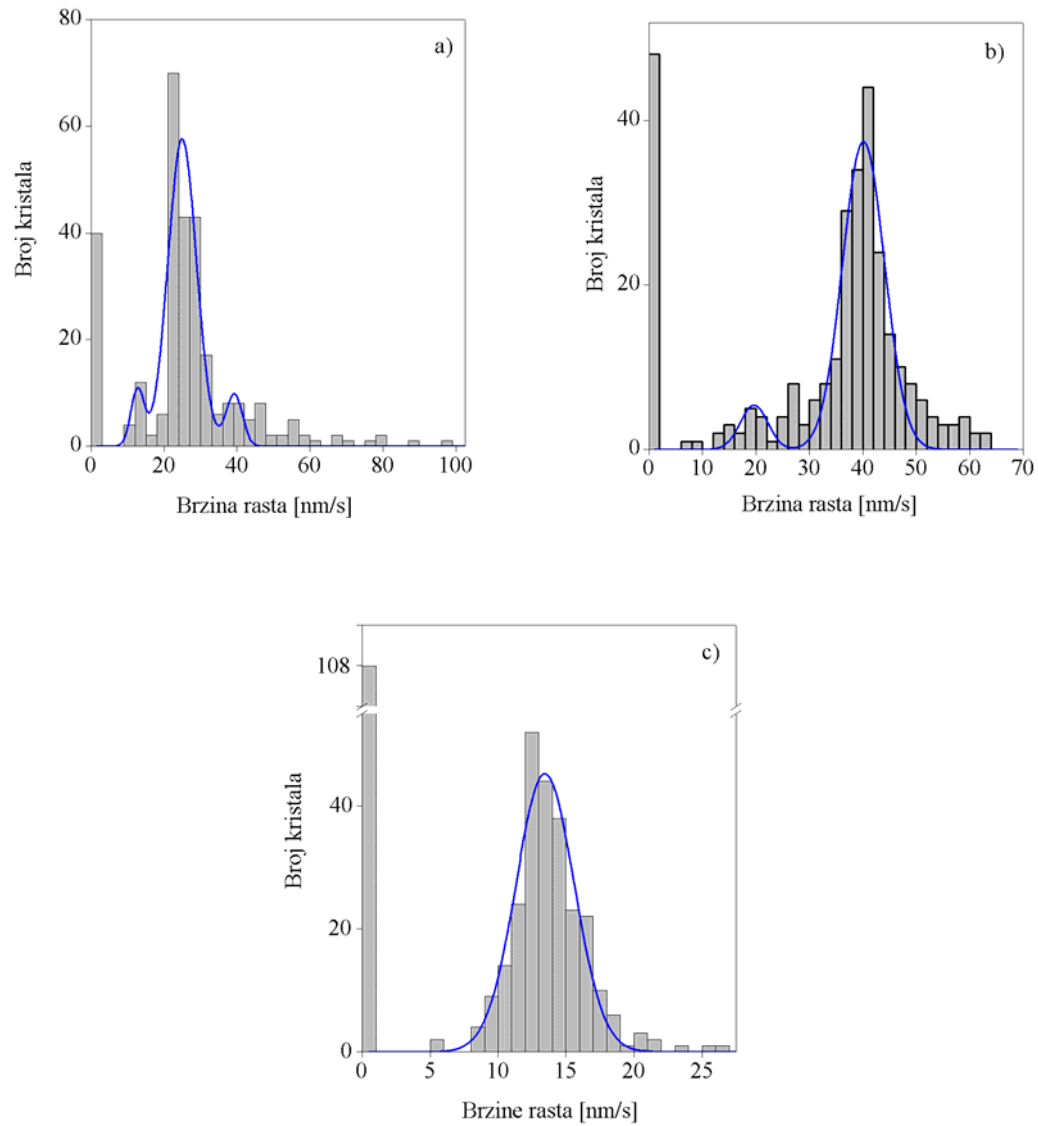 a)
80
60
40
20
0
Broj kristala
0 20 40 60 80 100
Brzina rasta [nm/s]
b)
40
20
0
Broj kristala
0 10 20 30 40 50 60 70
Brzina rasta [nm/s]
c)
108
40
20
0
Broj kristala
0 5 10 15 20 25
Brzine rasta [nm/s]